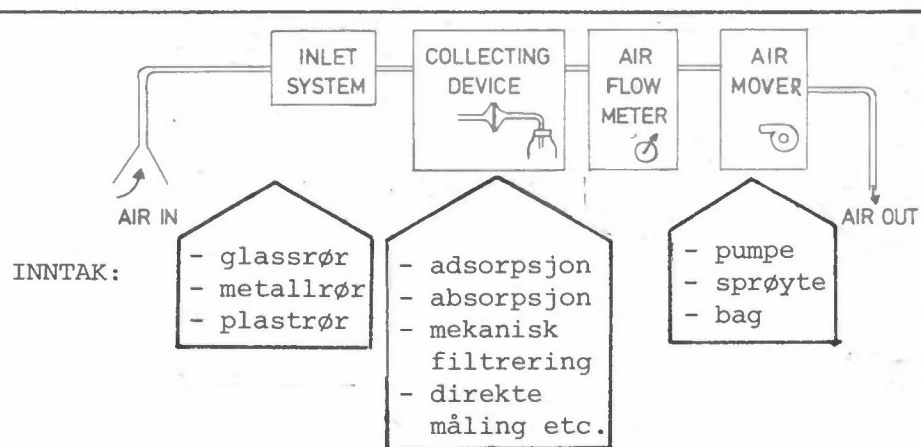 INLET
SYSTEM
COLLECTING
DEVICE
AIR
FLOW
METER
AIR
MOVER
AIR IN
AIR OUT
INNTAK:
- glassrør
- metallrør
- plastrør
- adsorpsjon
- absorpsjon
- mekanisk
filtrering
- direkte
måling etc.
- pumpe
- sprøyte
- bag